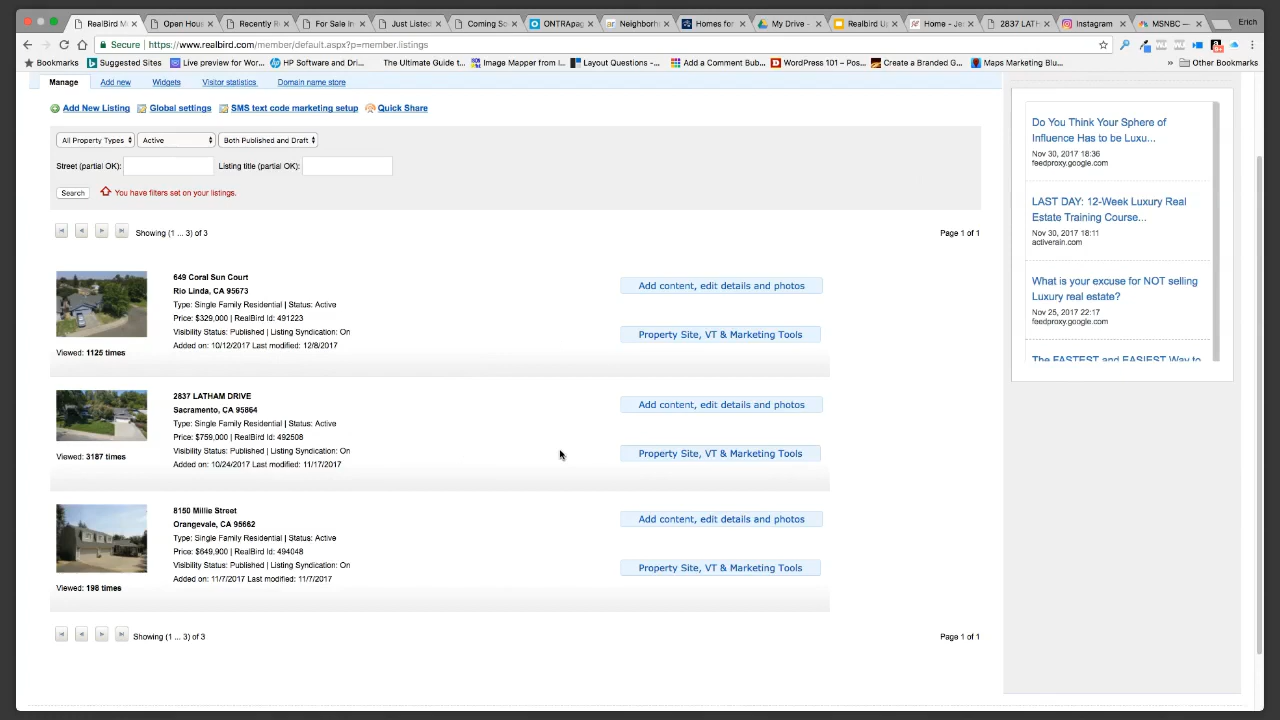 RealBird M
Open Hou
Recently R
For Sale In
Just Listed
Coming So
ONTRApag
Neighborh
Homes for
My Drive -
Realbird U
Home - Je
2837 LATH
Instagram
MSNBC —
Erich
Secure | https://www.realbird.com/member/default.aspx?p=member.listings
Bookmarks
Suggested Sites
Live preview for Wor...
HP Software and Dri...
The Ultimate Guide t...
Image Mapper from I...
Layout Questions -...
Add a Comment Bub...
WordPress 101 – Pos...
Create a Branded G...
Maps Marketing Blu...
»
Other Bookmarks
Manage
Add new
Widgets
Visitor statistics
Domain name store
Add New Listing
Global settings
SMS text code marketing setup
Quick Share
All Property Types
Active
Both Published and Draft
Street (partial OK):
Listing title (partial OK):
Search
You have filters set on your listings.
Showing (1 ... 3) of 3
Page 1 of 1
649 Coral Sun Court
Rio Linda, CA 95673
Type: Single Family Residential | Status: Active
Price: $329,000 | RealBird Id: 491223
Visibility Status: Published | Listing Syndication: On
Added on: 10/12/2017 Last modified: 12/8/2017
Viewed: 1125 times
Add content, edit details and photos
Property Site, VT & Marketing Tools
2837 LATHAM DRIVE
Sacramento, CA 95864
Type: Single Family Residential | Status: Active
Price: $759,000 | RealBird Id: 492508
Visibility Status: Published | Listing Syndication: On
Added on: 10/24/2017 Last modified: 11/17/2017
Viewed: 3187 times
Add content, edit details and photos
Property Site, VT & Marketing Tools
8150 Millie Street
Orangevale, CA 95662
Type: Single Family Residential | Status: Active
Price: $649,900 | RealBird Id: 494048
Visibility Status: Published | Listing Syndication: On
Added on: 11/7/2017 Last modified: 11/7/2017
Viewed: 198 times
Add content, edit details and photos
Property Site, VT & Marketing Tools
Showing (1 ... 3) of 3
Page 1 of 1
Do You Think Your Sphere of
Influence Has to be Luxu...
Nov 30, 2017 18:36
feedproxy.google.com
LAST DAY: 12-Week Luxury Real
Estate Training Course...
Nov 30, 2017 18:11
activerain.com
What is your excuse for NOT selling
Luxury real estate?
Nov 25, 2017 22:17
feedproxy.google.com
The FASTEST and EASIEST Way to